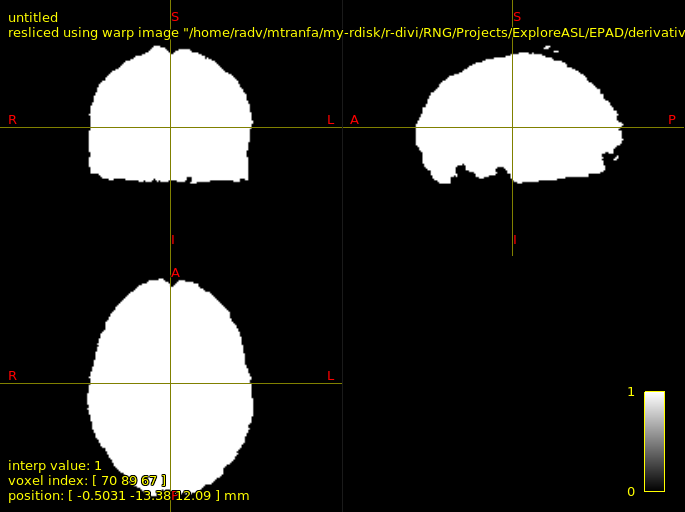 untitled
resliced using warp image "/home/radv/mtranfa/my-rdisk/r-divi/RNG/Projects/ExploreASL/EPAD/derivativ
S
S
R
L
A
P
I
I
A
R
L
1
interp value: 1
voxel index: [ 70 89 67 ]
0
position: [ -0.5031 -13.38 12.09 ] mm